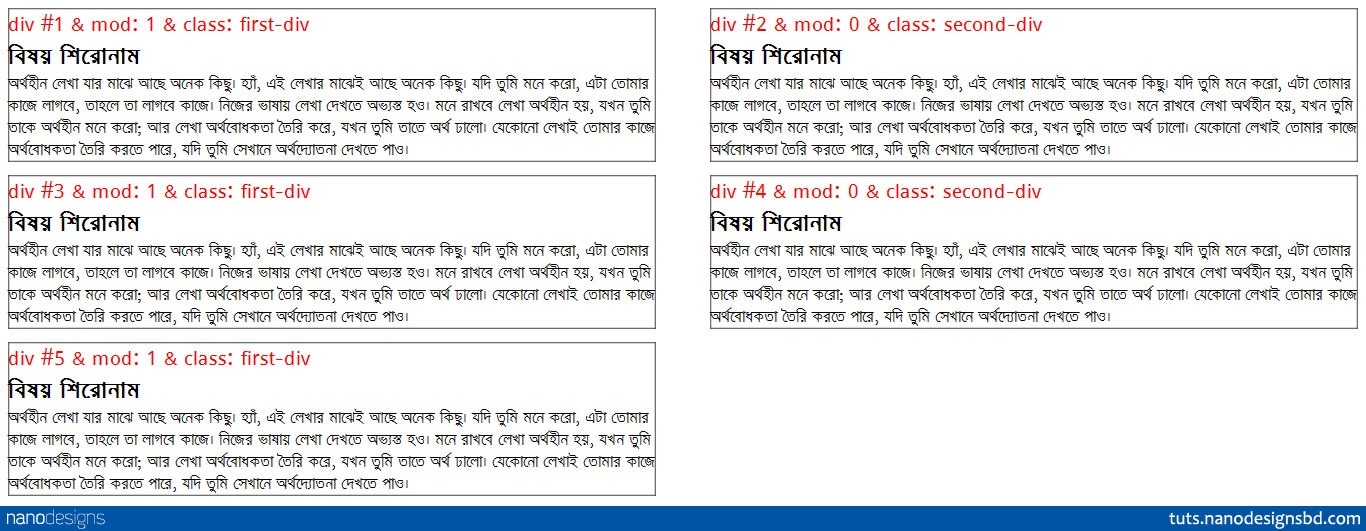 div #1 & mod: 1 & class: first-div
বিষয় শিরোনাম
অর্থহীন লেখা যার মাঝে আছে অনেক কিছু। হ্যাঁ, এই লেখার মাঝেই আছে অনেক কিছু। যদি তুমি মনে করো, এটা তোমার
কাজে লাগবে, তাহলে তা লাগবে কাজে। নিজের ভাষায় লেখা দেখতে অভ্যস্ত হও। মনে রাখবে লেখা অর্থহীন হয়, যখন তুমি
তাকে অর্থহীন মনে করো; আর লেখা অর্থবোধকতা তৈরি করে, যখন তুমি তাতে অর্থ ঢালো। যেকোনো লেখাই তোমার কাজে
অর্থবোধকতা তৈরি করতে পারে, যদি তুমি সেখানে অর্থদ্যোতনা দেখতে পাও।
div #2 & mod: 0 & class: second-div
বিষয় শিরোনাম
অর্থহীন লেখা যার মাঝে আছে অনেক কিছু। হ্যাঁ, এই লেখার মাঝেই আছে অনেক কিছু। যদি তুমি মনে করো, এটা তোমার
কাজে লাগবে, তাহলে তা লাগবে কাজে। নিজের ভাষায় লেখা দেখতে অভ্যস্ত হও। মনে রাখবে লেখা অর্থহীন হয়, যখন তুমি
তাকে অর্থহীন মনে করো; আর লেখা অর্থবোধকতা তৈরি করে, যখন তুমি তাতে অর্থ ঢালো। যেকোনো লেখাই তোমার কাজে
অর্থবোধকতা তৈরি করতে পারে, যদি তুমি সেখানে অর্থদ্যোতনা দেখতে পাও।
div #3 & mod: 1 & class: first-div
বিষয় শিরোনাম
অর্থহীন লেখা যার মাঝে আছে অনেক কিছু। হ্যাঁ, এই লেখার মাঝেই আছে অনেক কিছু। যদি তুমি মনে করো, এটা তোমার
কাজে লাগবে, তাহলে তা লাগবে কাজে। নিজের ভাষায় লেখা দেখতে অভ্যস্ত হও। মনে রাখবে লেখা অর্থহীন হয়, যখন তুমি
তাকে অর্থহীন মনে করো; আর লেখা অর্থবোধকতা তৈরি করে, যখন তুমি তাতে অর্থ ঢালো। যেকোনো লেখাই তোমার কাজে
অর্থবোধকতা তৈরি করতে পারে, যদি তুমি সেখানে অর্থদ্যোতনা দেখতে পাও।
div #4 & mod: 0 & class: second-div
বিষয় শিরোনাম
অর্থহীন লেখা যার মাঝে আছে অনেক কিছু। হ্যাঁ, এই লেখার মাঝেই আছে অনেক কিছু। যদি তুমি মনে করো, এটা তোমার
কাজে লাগবে, তাহলে তা লাগবে কাজে। নিজের ভাষায় লেখা দেখতে অভ্যস্ত হও। মনে রাখবে লেখা অর্থহীন হয়, যখন তুমি
তাকে অর্থহীন মনে করো; আর লেখা অর্থবোধকতা তৈরি করে, যখন তুমি তাতে অর্থ ঢালো। যেকোনো লেখাই তোমার কাজে
অর্থবোধকতা তৈরি করতে পারে, যদি তুমি সেখানে অর্থদ্যোতনা দেখতে পাও।
div #5 & mod: 1 & class: first-div
বিষয় শিরোনাম
অর্থহীন লেখা যার মাঝে আছে অনেক কিছু। হ্যাঁ, এই লেখার মাঝেই আছে অনেক কিছু। যদি তুমি মনে করো, এটা তোমার
কাজে লাগবে, তাহলে তা লাগবে কাজে। নিজের ভাষায় লেখা দেখতে অভ্যস্ত হও। মনে রাখবে লেখা অর্থহীন হয়, যখন তুমি
তাকে অর্থহীন মনে করো; আর লেখা অর্থবোধকতা তৈরি করে, যখন তুমি তাতে অর্থ ঢালো। যেকোনো লেখাই তোমার কাজে
অর্থবোধকতা তৈরি করতে পারে, যদি তুমি সেখানে অর্থদ্যোতনা দেখতে পাও।
nanodesigns
tuts.nanodesignsbd.com